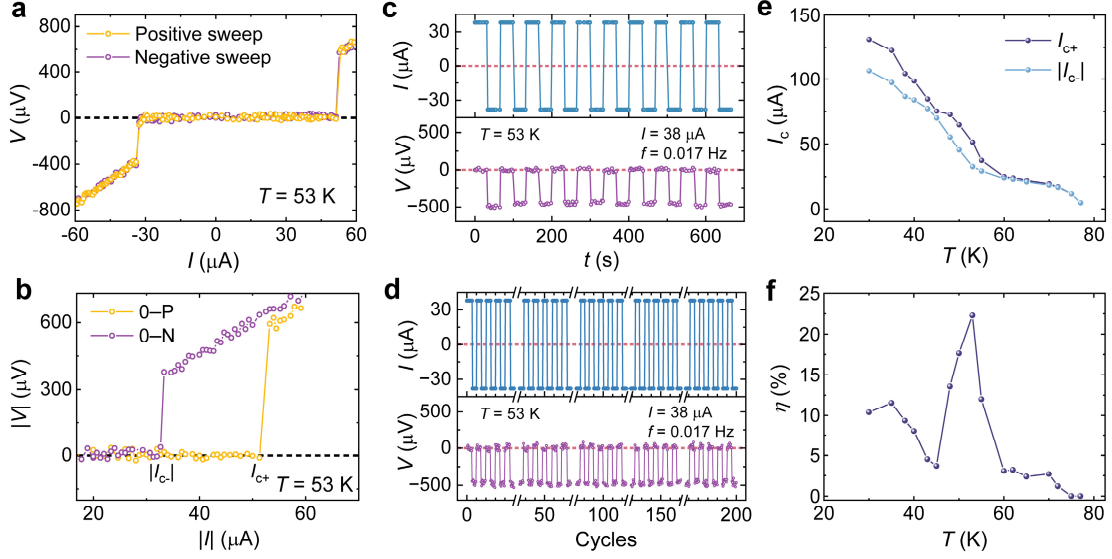 a
Positive sweep
Negative sweep
V (μV)
800
400
0
-400
-800
T = 53 K
-60
-30
0
30
60
I (μA)
b
0–P
0–N
|V| (μV)
600
300
0
|Ic-|
Ic+
T = 53 K
20
40
60
|I| (μA)
c
I (μA)
30
0
−30
V (μV)
500
0
−500
T = 53 K
I = 38 μA
f = 0.017 Hz
0
200
400
600
t (s)
d
I (μA)
30
0
−30
V (μV)
500
0
−500
T = 53 K
I = 38 μA
f = 0.017 Hz
0
50
100
150
200
Cycles
e
Ic+
|Ic-|
Ic (μA)
150
100
50
0
20
40
60
80
T (K)
f
η (%)
25
20
15
10
5
0
20
40
60
80
T (K)